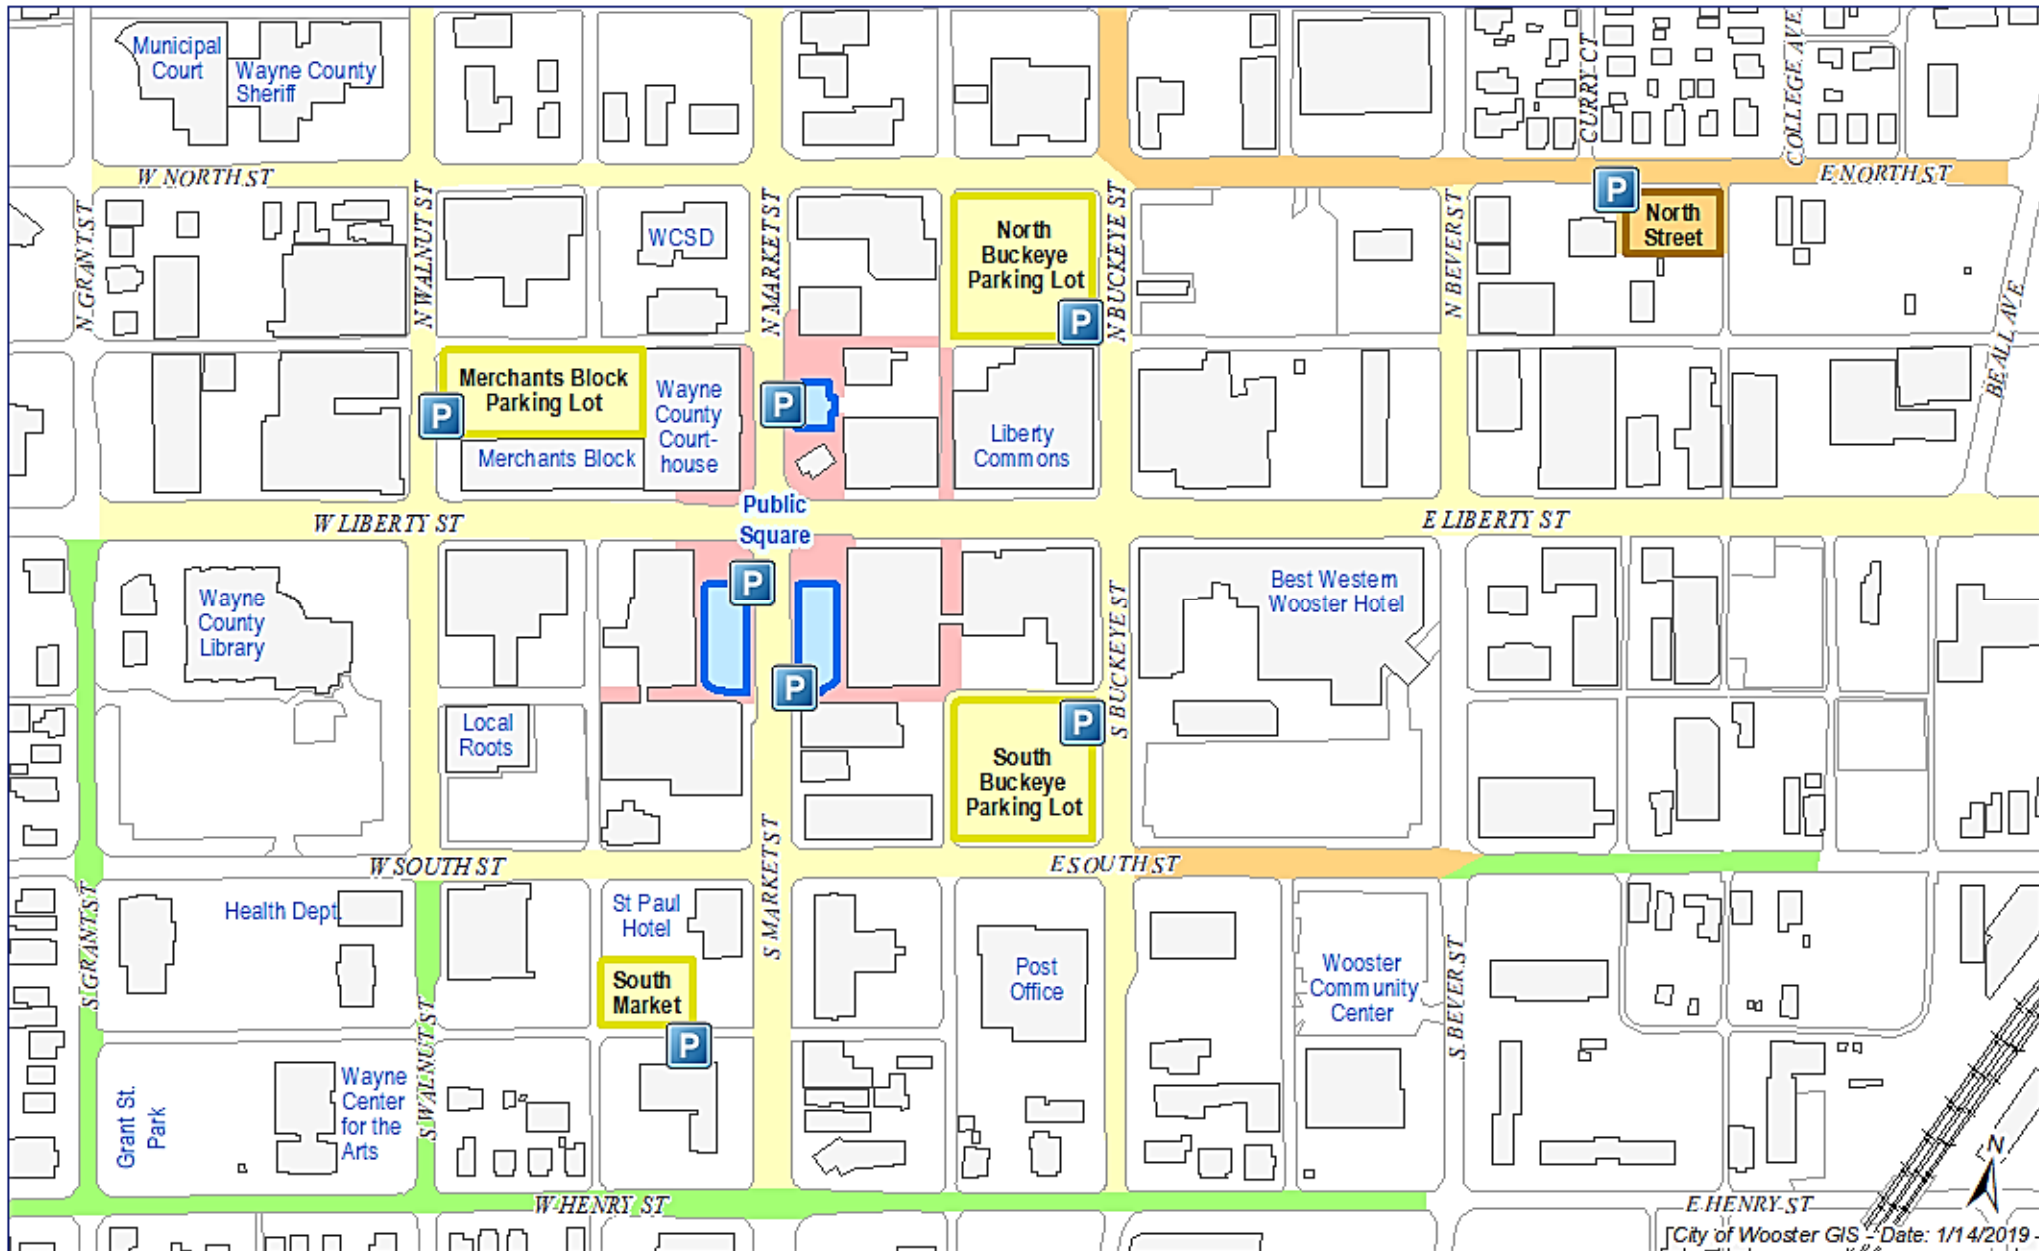 Municipal
Court
Wayne County
Sheriff
CURRY CT
COLLEGE AVE
W NORTH ST
E NORTH ST
P
N GRANT ST
N WALNUT ST
WCSD
N MARKET ST
North
Buckeye
Parking Lot
P
N BUCKEYE ST
N BEVER ST
North
Street
BEALL AVE
Merchants Block
Parking Lot
P
Wayne
County
Court-
house
P
Merchants Block
Liberty
Commons
Public
Square
W LIBERTY ST
E LIBERTY ST
Wayne
County
Library
P
P
Best Western
Wooster Hotel
S BUCKEYE ST
Local
Roots
P
South
Buckeye
Parking Lot
W SOUTH ST
S MARKET ST
E SOUTH ST
S GRANT ST
Health Dept.
St Paul
Hotel
South
Market
P
Post
Office
Wooster
Community
Center
S BEVER ST
Grant St.
Park
Wayne
Center
for the
Arts
S WALNUT ST
W HENRY ST
E HENRY ST
N
City of Wooster GIS - Date: 1/14/2019